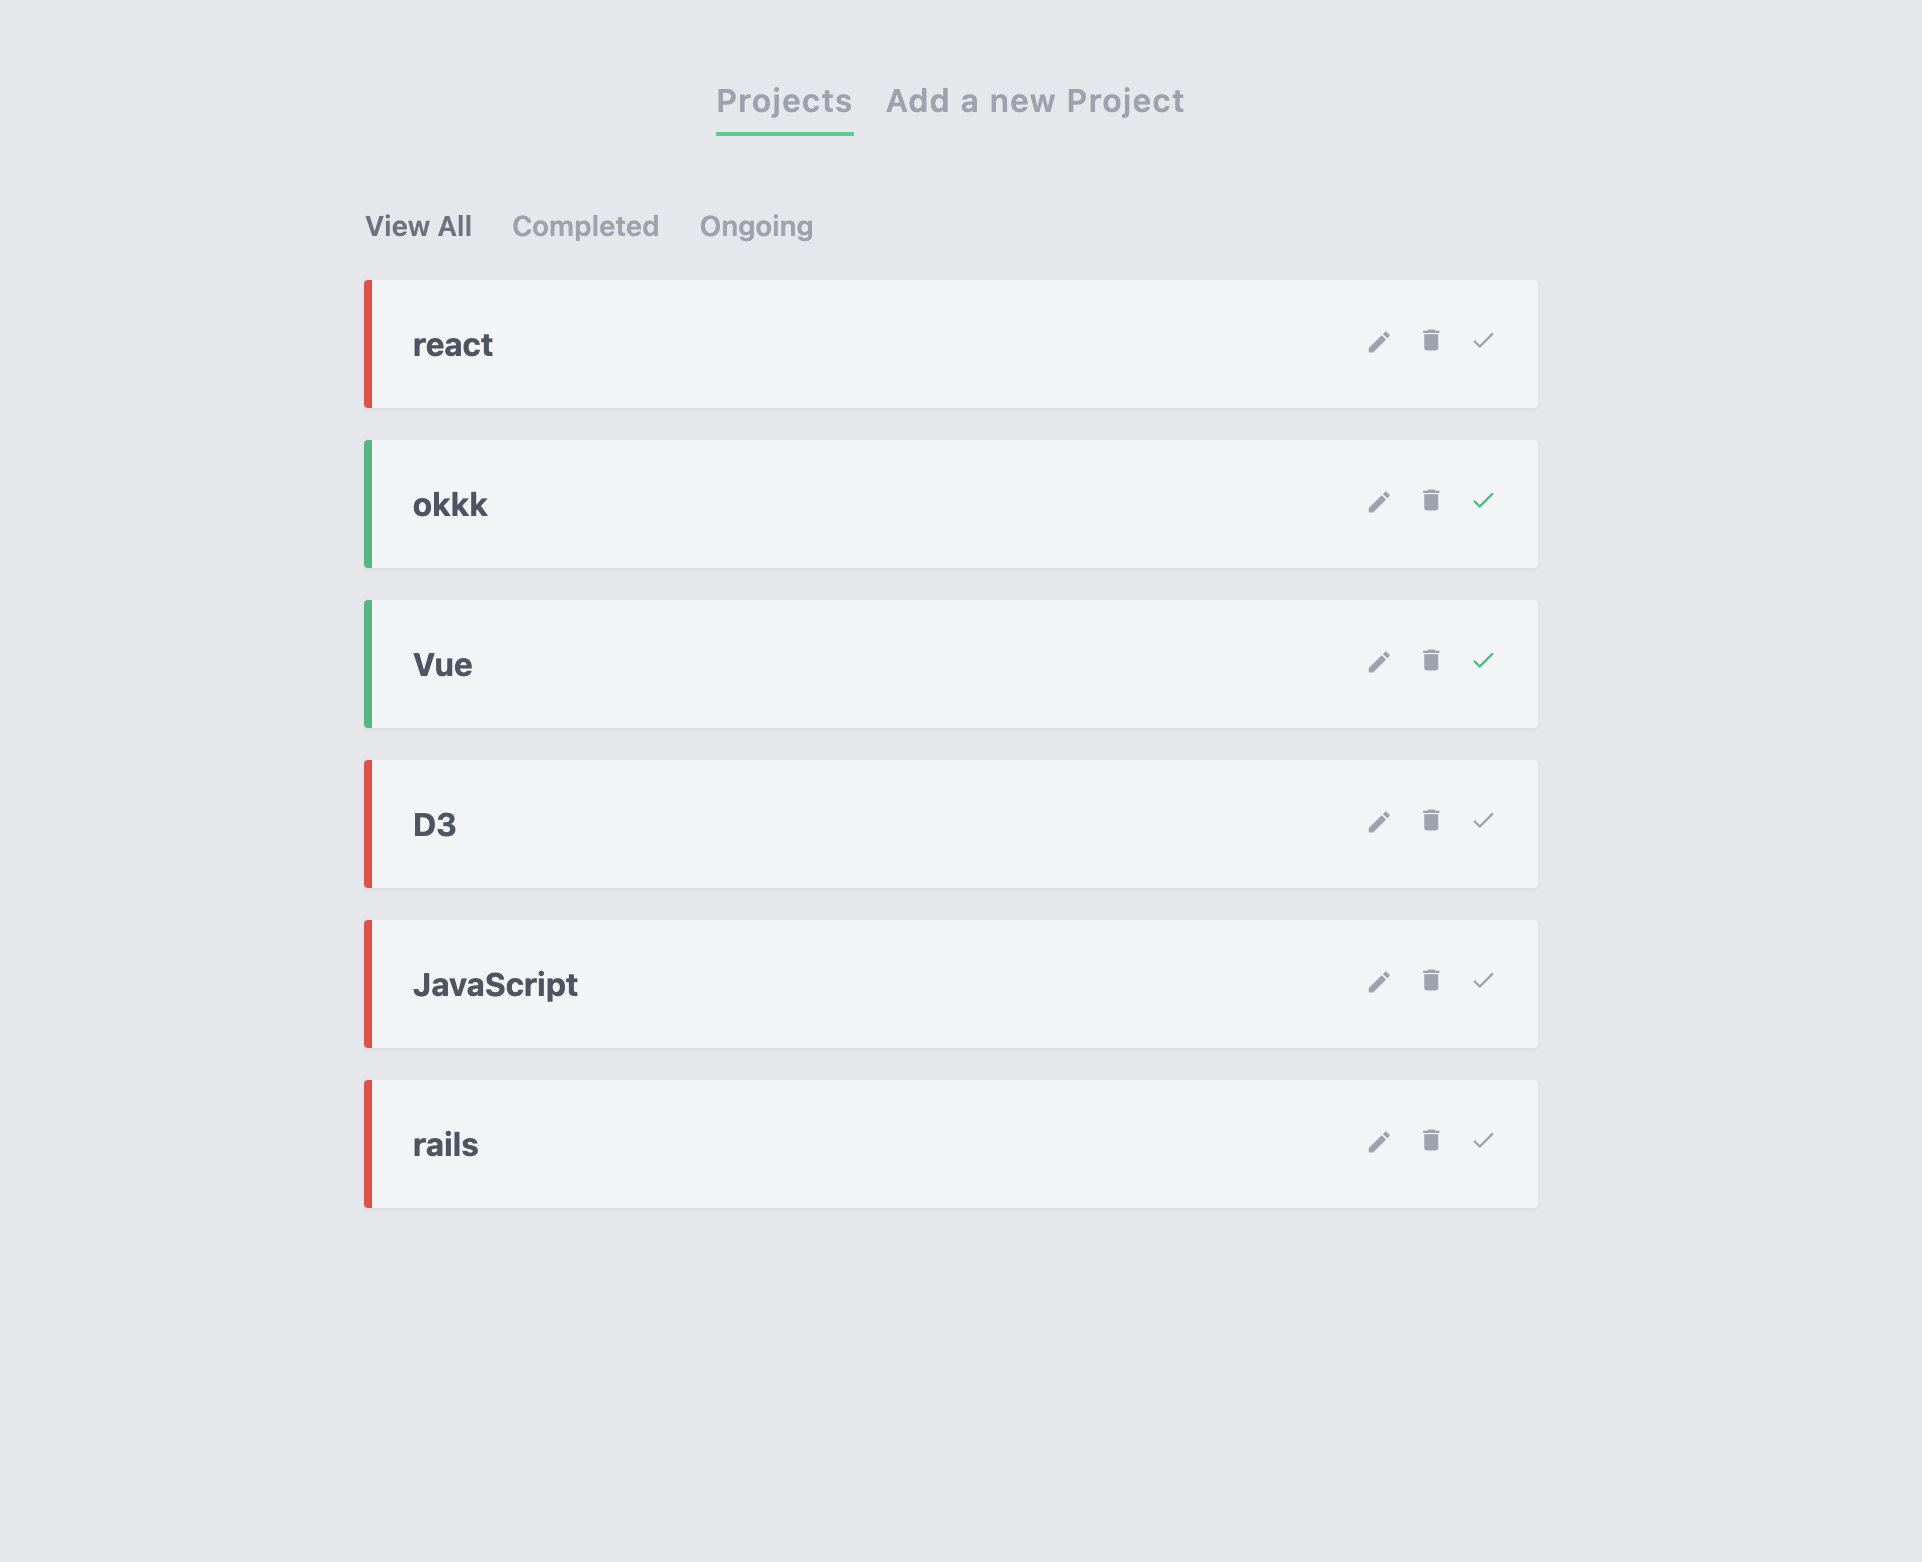 Projects Add a new Project
View All Completed Ongoing
react
okkk
Vue
D3
JavaScript
rails